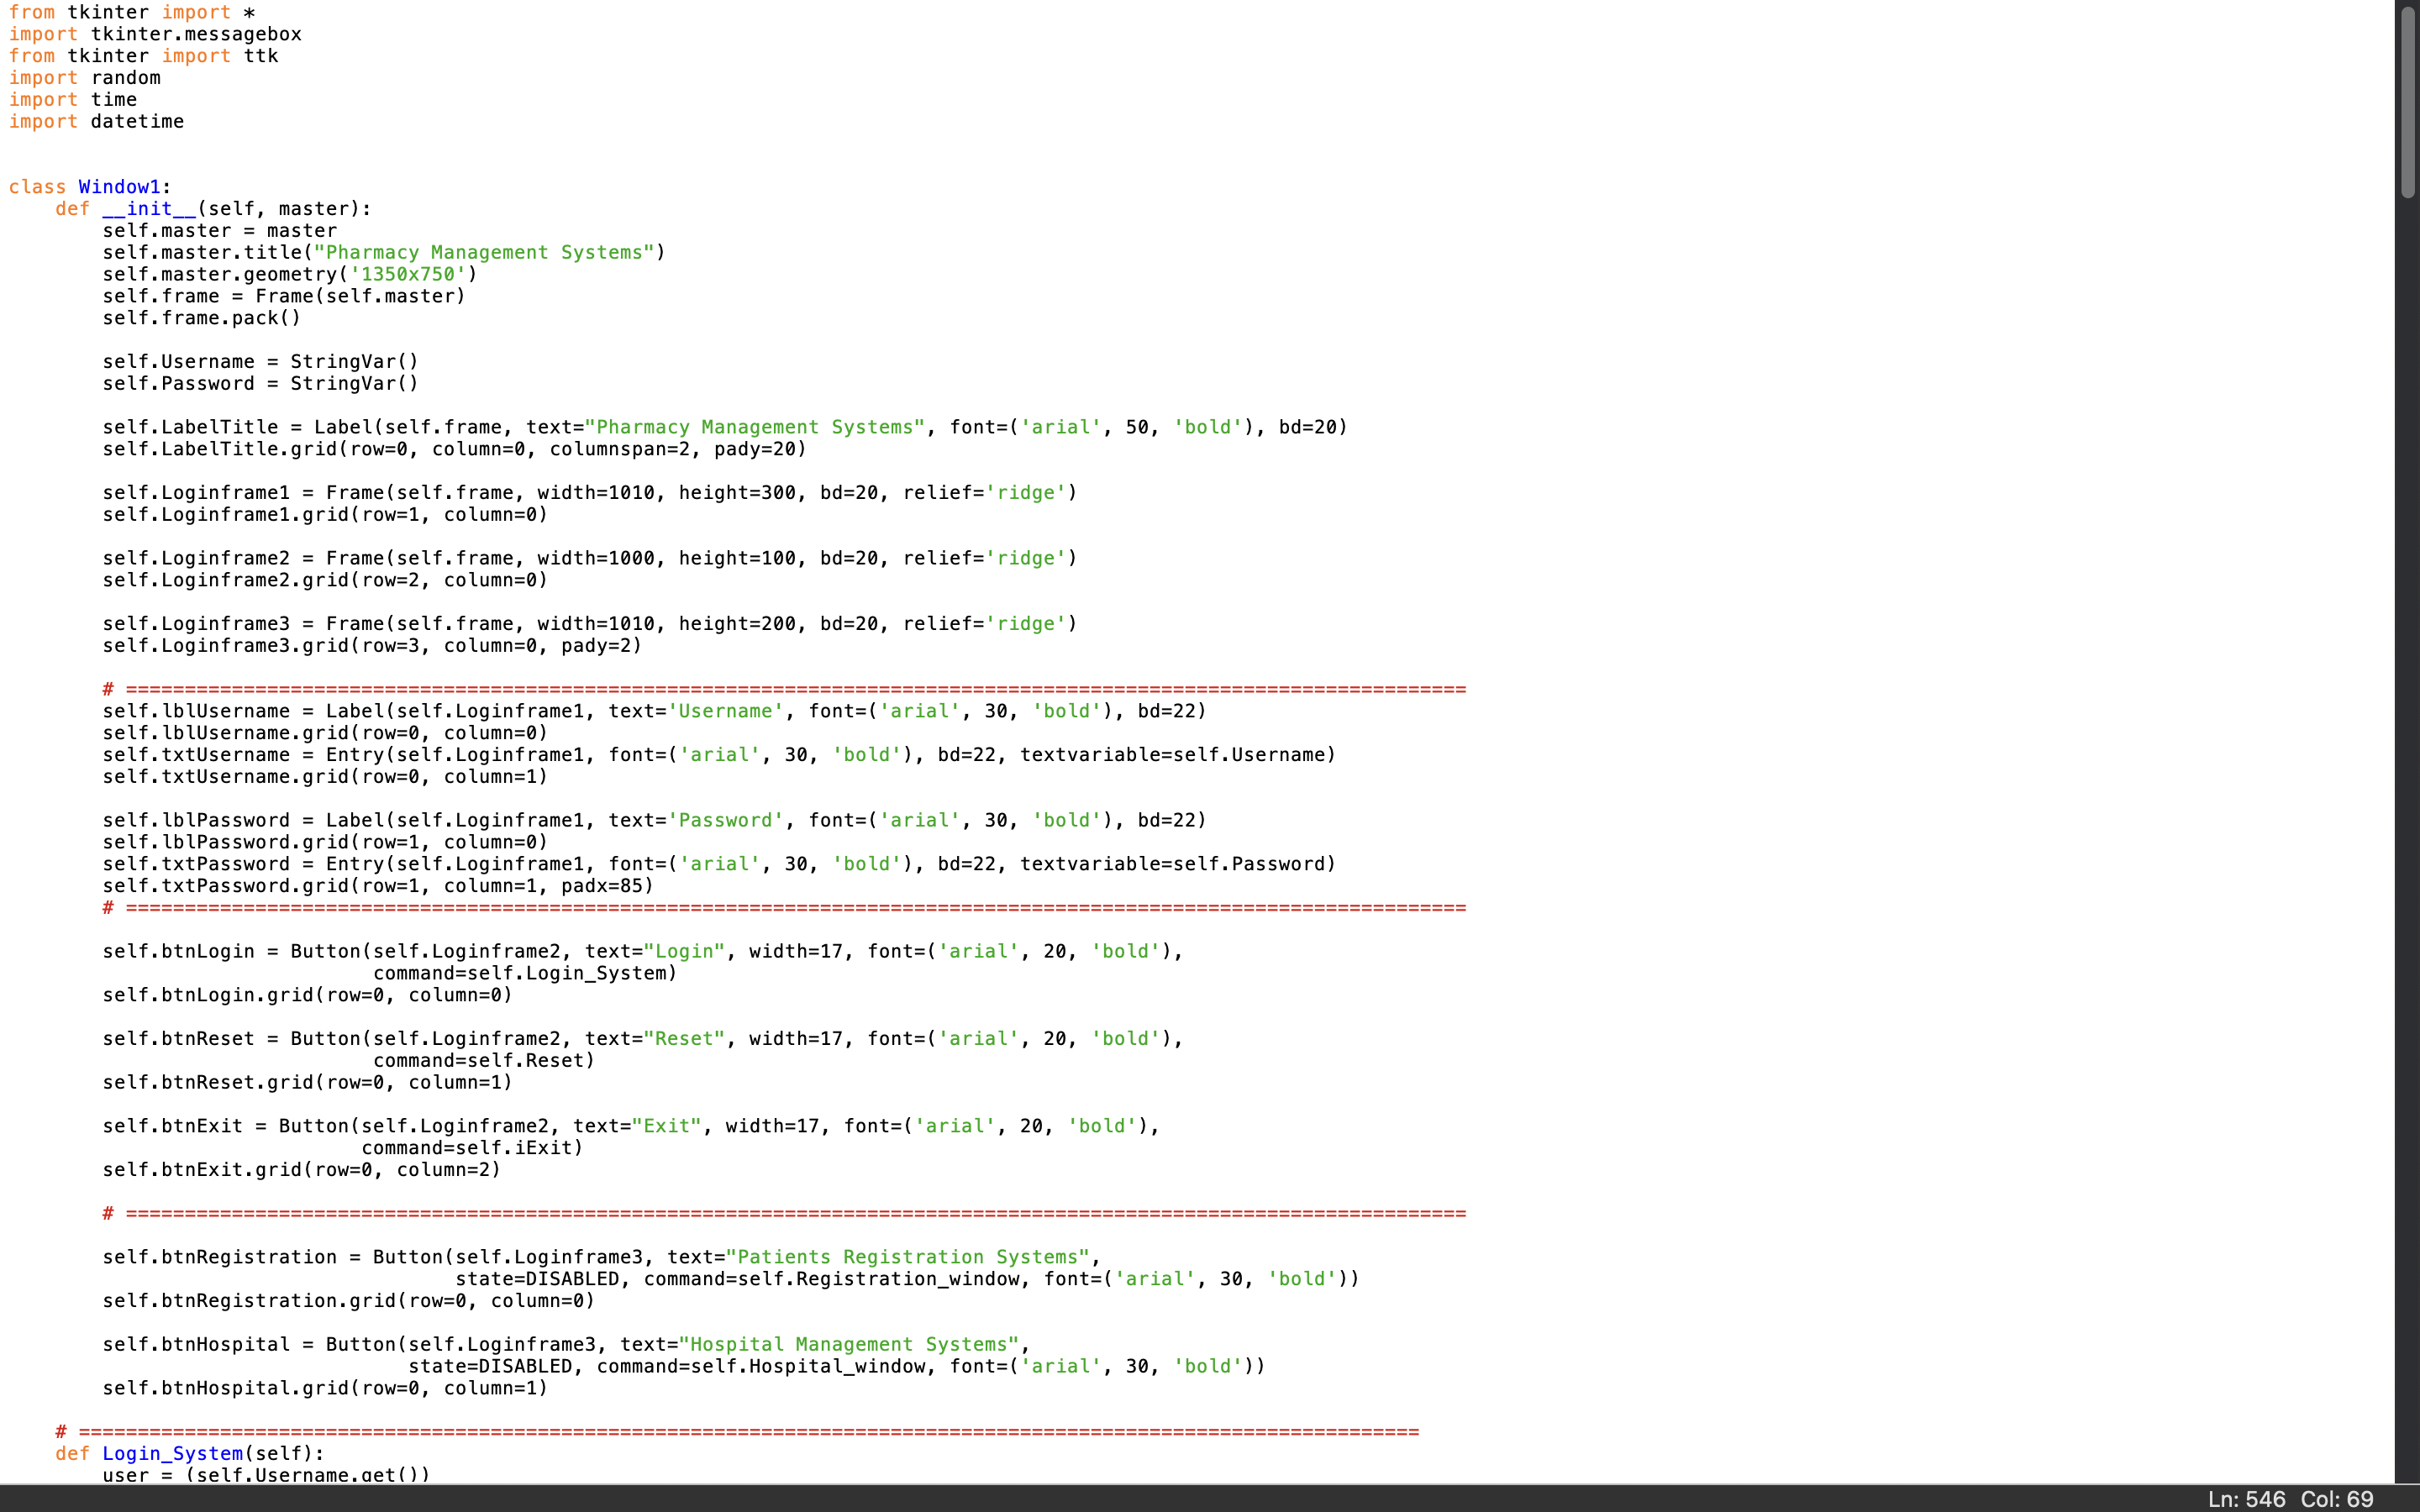 from tkinter import *
import tkinter.messagebox
from tkinter import ttk
import random
import time
import datetime
class Window1:
    def __init__(self, master):
        self.master = master
        self.master.title("Pharmacy Management Systems")
        self.master.geometry('1350x750')
        self.frame = Frame(self.master)
        self.frame.pack()

        self.Username = StringVar()
        self.Password = StringVar()

        self.LabelTitle = Label(self.frame, text="Pharmacy Management Systems", font=('arial', 50, 'bold'), bd=20)
        self.LabelTitle.grid(row=0, column=0, columnspan=2, pady=20)

        self.Loginframe1 = Frame(self.frame, width=1010, height=300, bd=20, relief='ridge')
        self.Loginframe1.grid(row=1, column=0)

        self.Loginframe2 = Frame(self.frame, width=1000, height=100, bd=20, relief='ridge')
        self.Loginframe2.grid(row=2, column=0)

        self.Loginframe3 = Frame(self.frame, width=1010, height=200, bd=20, relief='ridge')
        self.Loginframe3.grid(row=3, column=0, pady=2)

        # ==================================================================================================================
        self.lblUsername = Label(self.Loginframe1, text='Username', font=('arial', 30, 'bold'), bd=22)
        self.lblUsername.grid(row=0, column=0)
        self.txtUsername = Entry(self.Loginframe1, font=('arial', 30, 'bold'), bd=22, textvariable=self.Username)
        self.txtUsername.grid(row=0, column=1)

        self.lblPassword = Label(self.Loginframe1, text='Password', font=('arial', 30, 'bold'), bd=22)
        self.lblPassword.grid(row=1, column=0)
        self.txtPassword = Entry(self.Loginframe1, font=('arial', 30, 'bold'), bd=22, textvariable=self.Password)
        self.txtPassword.grid(row=1, column=1, padx=85)
        # ==================================================================================================================

        self.btnLogin = Button(self.Loginframe2, text="Login", width=17, font=('arial', 20, 'bold'),
                               command=self.Login_System)
        self.btnLogin.grid(row=0, column=0)

        self.btnReset = Button(self.Loginframe2, text="Reset", width=17, font=('arial', 20, 'bold'),
                               command=self.Reset)
        self.btnReset.grid(row=0, column=1)

        self.btnExit = Button(self.Loginframe2, text="Exit", width=17, font=('arial', 20, 'bold'),
                              command=self.iExit)
        self.btnExit.grid(row=0, column=2)

        # ==================================================================================================================

        self.btnRegistration = Button(self.Loginframe3, text="Patients Registration Systems",
                                      state=DISABLED, command=self.Registration_window, font=('arial', 30, 'bold'))
        self.btnRegistration.grid(row=0, column=0)

        self.btnHospital = Button(self.Loginframe3, text="Hospital Management Systems",
                                  state=DISABLED, command=self.Hospital_window, font=('arial', 30, 'bold'))
        self.btnHospital.grid(row=0, column=1)

    # ==================================================================================================================
    def Login_System(self):
        user = (self.Username.get())
Ln: 546 Col: 69